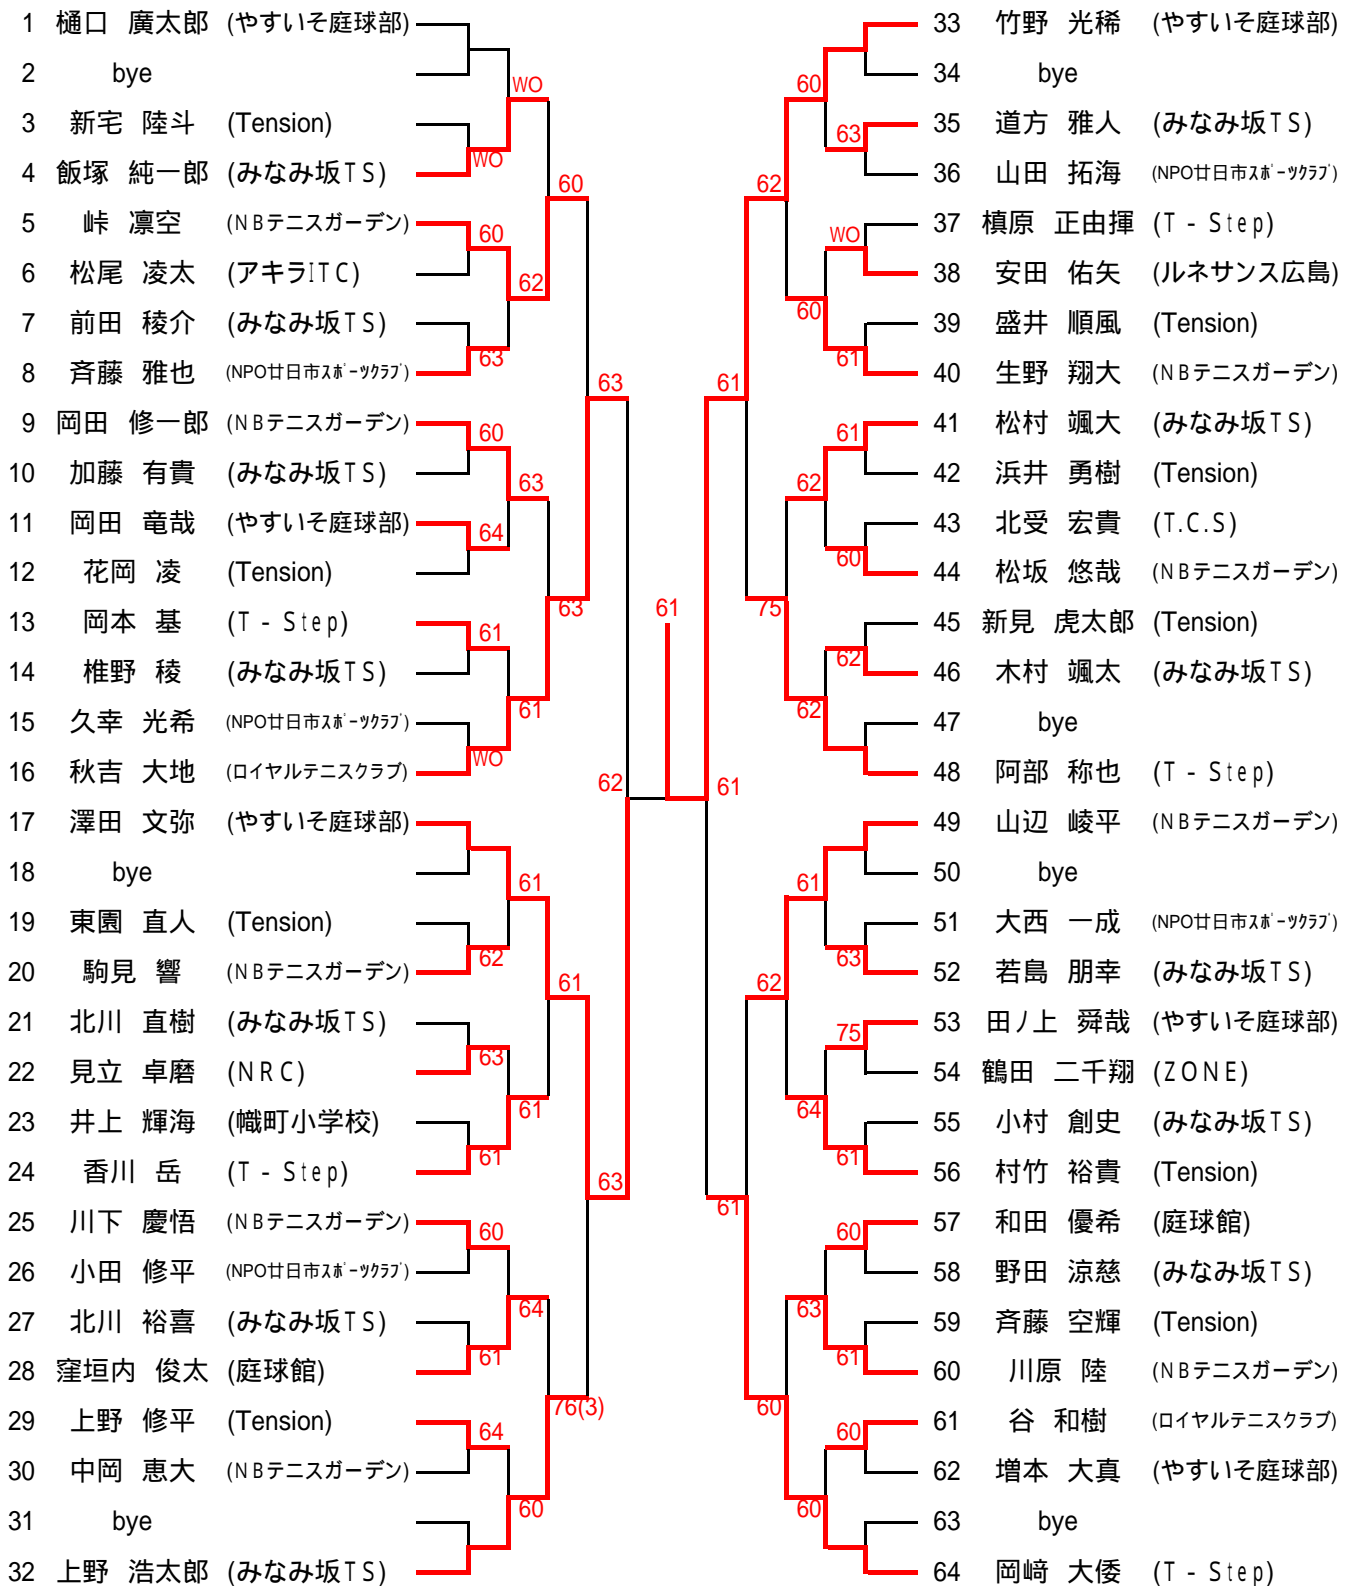 1 樋口 廣太郎 (やすいそ庭球部)
2 bye
WO
3 新宅 陸斗 (Tension)
WO
4 飯塚 純一郎 (みなみ坂TS)
60
5 峠 凛空 (NBテニスガーデン)
60
6 松尾 凌太 (アキラITC)
62
7 前田 稜介 (みなみ坂TS)
63
8 斉藤 雅也 (NPO廿日市スポーツクラブ)
63
9 岡田 修一郎 (NBテニスガーデン)
60
10 加藤 有貴 (みなみ坂TS)
63
11 岡田 竜哉 (やすいそ庭球部)
64
12 花岡 凌 (Tension)
63
13 岡本 基 (T - Step)
61
14 椎野 稜 (みなみ坂TS)
61
15 久幸 光希 (NPO廿日市スポーツクラブ)
WO
16 秋吉 大地 (ロイヤルテニスクラブ)
62
17 澤田 文弥 (やすいそ庭球部)
18 bye
61
19 東園 直人 (Tension)
62
20 駒見 響 (NBテニスガーデン)
61
21 北川 直樹 (みなみ坂TS)
63
22 見立 卓磨 (NRC)
61
23 井上 輝海 (幟町小学校)
61
24 香川 岳 (T - Step)
63
25 川下 慶悟 (NBテニスガーデン)
60
26 小田 修平 (NPO廿日市スポーツクラブ)
64
27 北川 裕喜 (みなみ坂TS)
61
28 窪垣内 俊太 (庭球館)
76(3)
29 上野 修平 (Tension)
64
30 中岡 恵大 (NBテニスガーデン)
60
31 bye
32 上野 浩太郎 (みなみ坂TS)
61
61
33 竹野 光稀 (やすいそ庭球部)
34 bye
60
35 道方 雅人 (みなみ坂TS)
63
36 山田 拓海 (NPO廿日市スポーツクラブ)
62
37 槙原 正由揮 (T - Step)
WO
38 安田 佑矢 (ルネサンス広島)
60
39 盛井 順風 (Tension)
61
40 生野 翔大 (NBテニスガーデン)
61
41 松村 颯大 (みなみ坂TS)
61
42 浜井 勇樹 (Tension)
62
43 北受 宏貴 (T.C.S)
60
44 松坂 悠哉 (NBテニスガーデン)
75
45 新見 虎太郎 (Tension)
62
46 木村 颯太 (みなみ坂TS)
62
47 bye
48 阿部 称也 (T - Step)
49 山辺 崚平 (NBテニスガーデン)
50 bye
61
51 大西 一成 (NPO廿日市スポーツクラブ)
63
52 若島 朋幸 (みなみ坂TS)
62
53 田ノ上 舜哉 (やすいそ庭球部)
75
54 鶴田 二千翔 (ZONE)
64
55 小村 創史 (みなみ坂TS)
61
56 村竹 裕貴 (Tension)
61
57 和田 優希 (庭球館)
60
58 野田 涼慈 (みなみ坂TS)
63
59 斉藤 空輝 (Tension)
61
60 川原 陸 (NBテニスガーデン)
60
61 谷 和樹 (ロイヤルテニスクラブ)
60
62 増本 大真 (やすいそ庭球部)
60
63 bye
64 岡﨑 大倭 (T - Step)